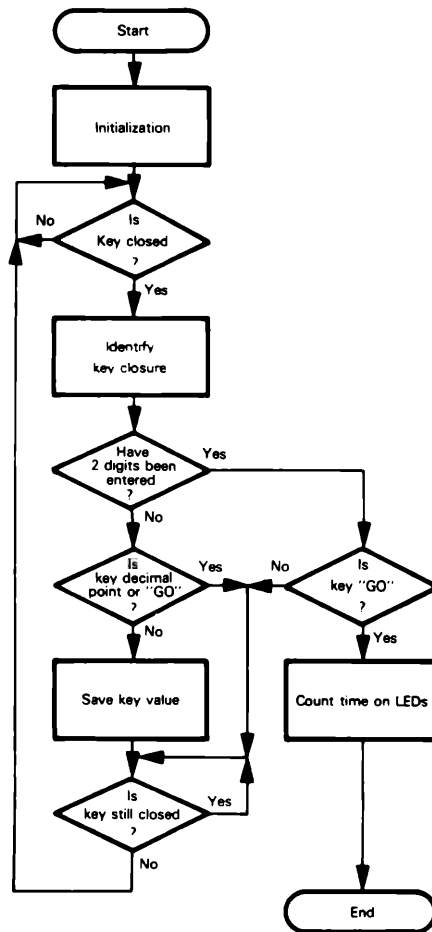 Start
Initialization
No
Is
Key closed
?
Yes
Identify
key closure
Have
2 digits been
entered
?
Yes
No
Is
key decimal
point or "GO"
?
Yes
No
No
Is
key "GO"
?
Yes
Save key value
Count time on LEDs
Is
key still closed
?
Yes
No
End